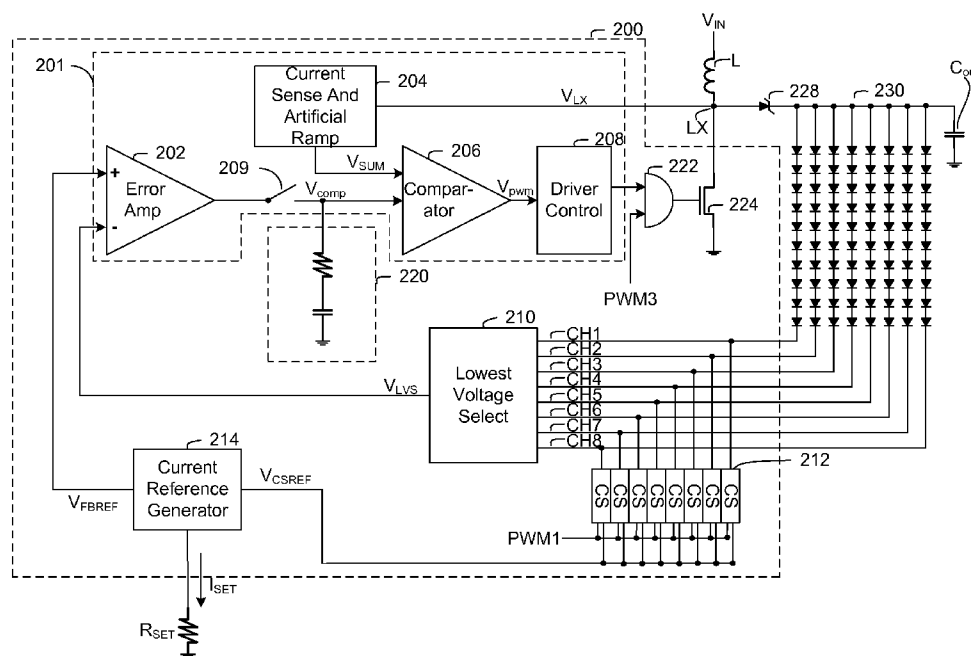 V_IN
200
201
L
C_o
Current
Sense And
Artificial
Ramp
204
V_LX
LX
228
230
202
209
V_SUM
206
208
222
+
Error
Amp
-
V_comp
Compar-
ator
V_pwm
Driver
Control
224
220
PWM3
210
CH1
CH2
CH3
CH4
CH5
CH6
CH7
CH8
Lowest
Voltage
Select
V_LVS
214
Current
Reference
Generator
V_CSREF
V_FBREF
212
CS CS CS CS CS CS CS CS
PWM1
I_SET
R_SET